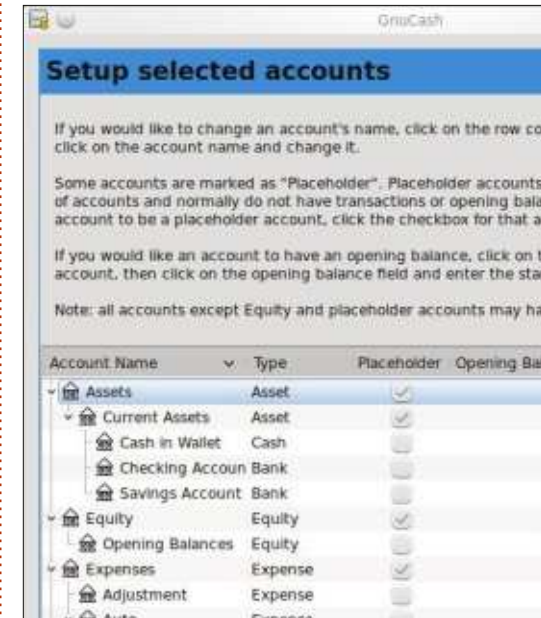 GnuCash
Setup selected accounts
If you would like to change an account's name, click on the row co
click on the account name and change it.
Some accounts are marked as "Placeholder". Placeholder accounts
of accounts and normally do not have transactions or opening bala
account to be a placeholder account, click the checkbox for that a
If you would like an account to have an opening balance, click on t
account, then click on the opening balance field and enter the sta
Note: all accounts except Equity and placeholder accounts may ha
Account Name Type Placeholder Opening Ba
Assets Asset
Current Assets Asset
Cash in Wallet Cash
Checking Accoun Bank
Savings Account Bank
Equity Equity
Opening Balances Equity
Expenses Expense
Adjustment Expense
Auto Expense